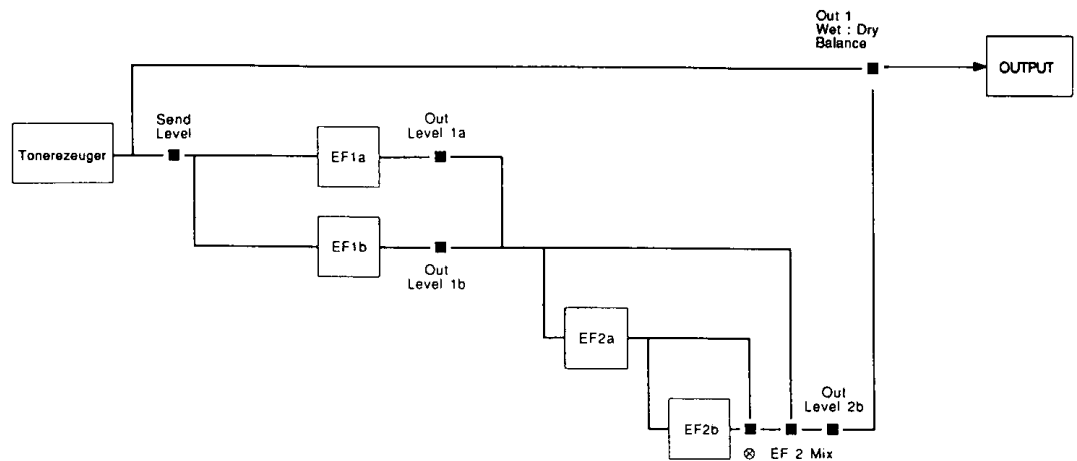 Out 1
Wet : Dry
Balance
OUTPUT
Send
Level
Out
Level 1a
Tonerezeuger
EF1a
EF1b
Out
Level 1b
EF2a
Out
Level 2b
EF2b
⊗ EF 2 Mix